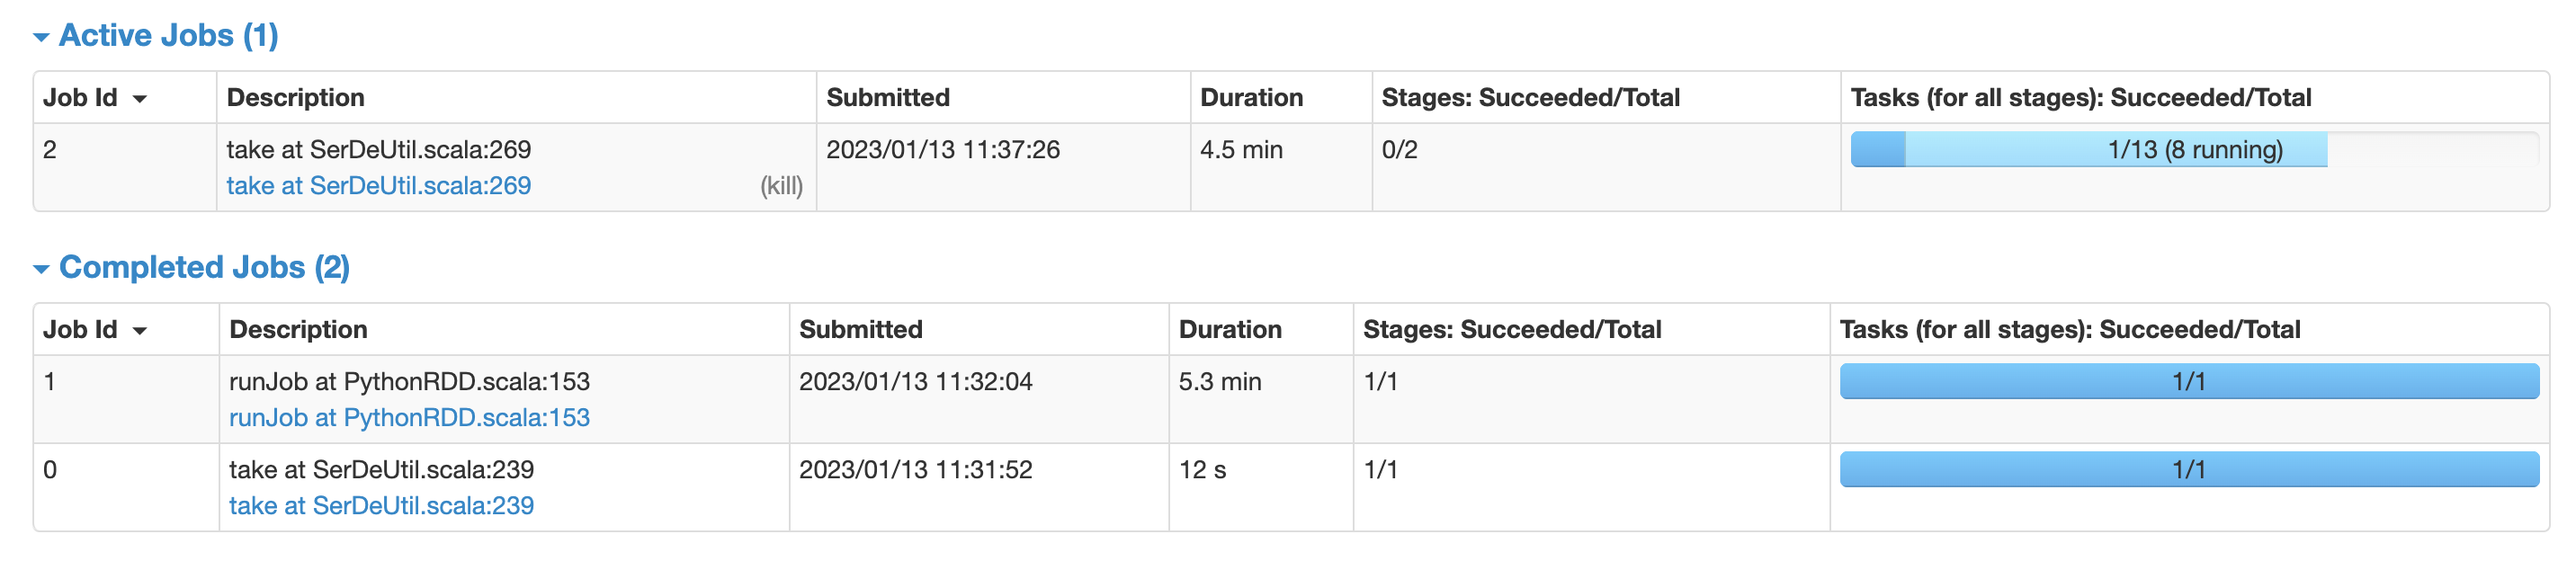 Active Jobs (1)
Job Id Description Submitted Duration Stages: Succeeded/Total Tasks (for all stages): Succeeded/Total
2 take at SerDeUtil.scala:269 2023/01/13 11:37:26 4.5 min 0/2 1/13 (8 running)
take at SerDeUtil.scala:269 (kill)
Completed Jobs (2)
Job Id Description Submitted Duration Stages: Succeeded/Total Tasks (for all stages): Succeeded/Total
1 runJob at PythonRDD.scala:153 2023/01/13 11:32:04 5.3 min 1/1 1/1
runJob at PythonRDD.scala:153
0 take at SerDeUtil.scala:239 2023/01/13 11:31:52 12 s 1/1 1/1
take at SerDeUtil.scala:239